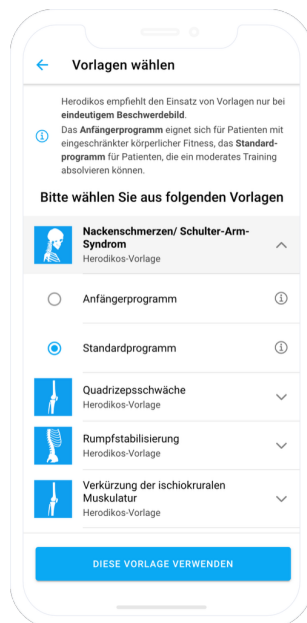 Vorlagen wählen
Herodikos empfiehlt den Einsatz von Vorlagen nur bei
eindeutigem Beschwerdebild.
Das Anfängerprogramm eignet sich für Patienten mit
eingeschränkter körperlicher Fitness, das Standard-
programm für Patienten, die ein moderates Training
absolvieren können.
Bitte wählen Sie aus folgenden Vorlagen
Nackenschmerzen/ Schulter-Arm-
Syndrom
Herodikos-Vorlage
Anfängerprogramm
Standardprogramm
Quadrizepsschwäche
Herodikos-Vorlage
Rumpfstabilisierung
Herodikos-Vorlage
Verkürzung der ischiokruralen
Muskulatur
Herodikos-Vorlage
DIESE VORLAGE VERWENDEN